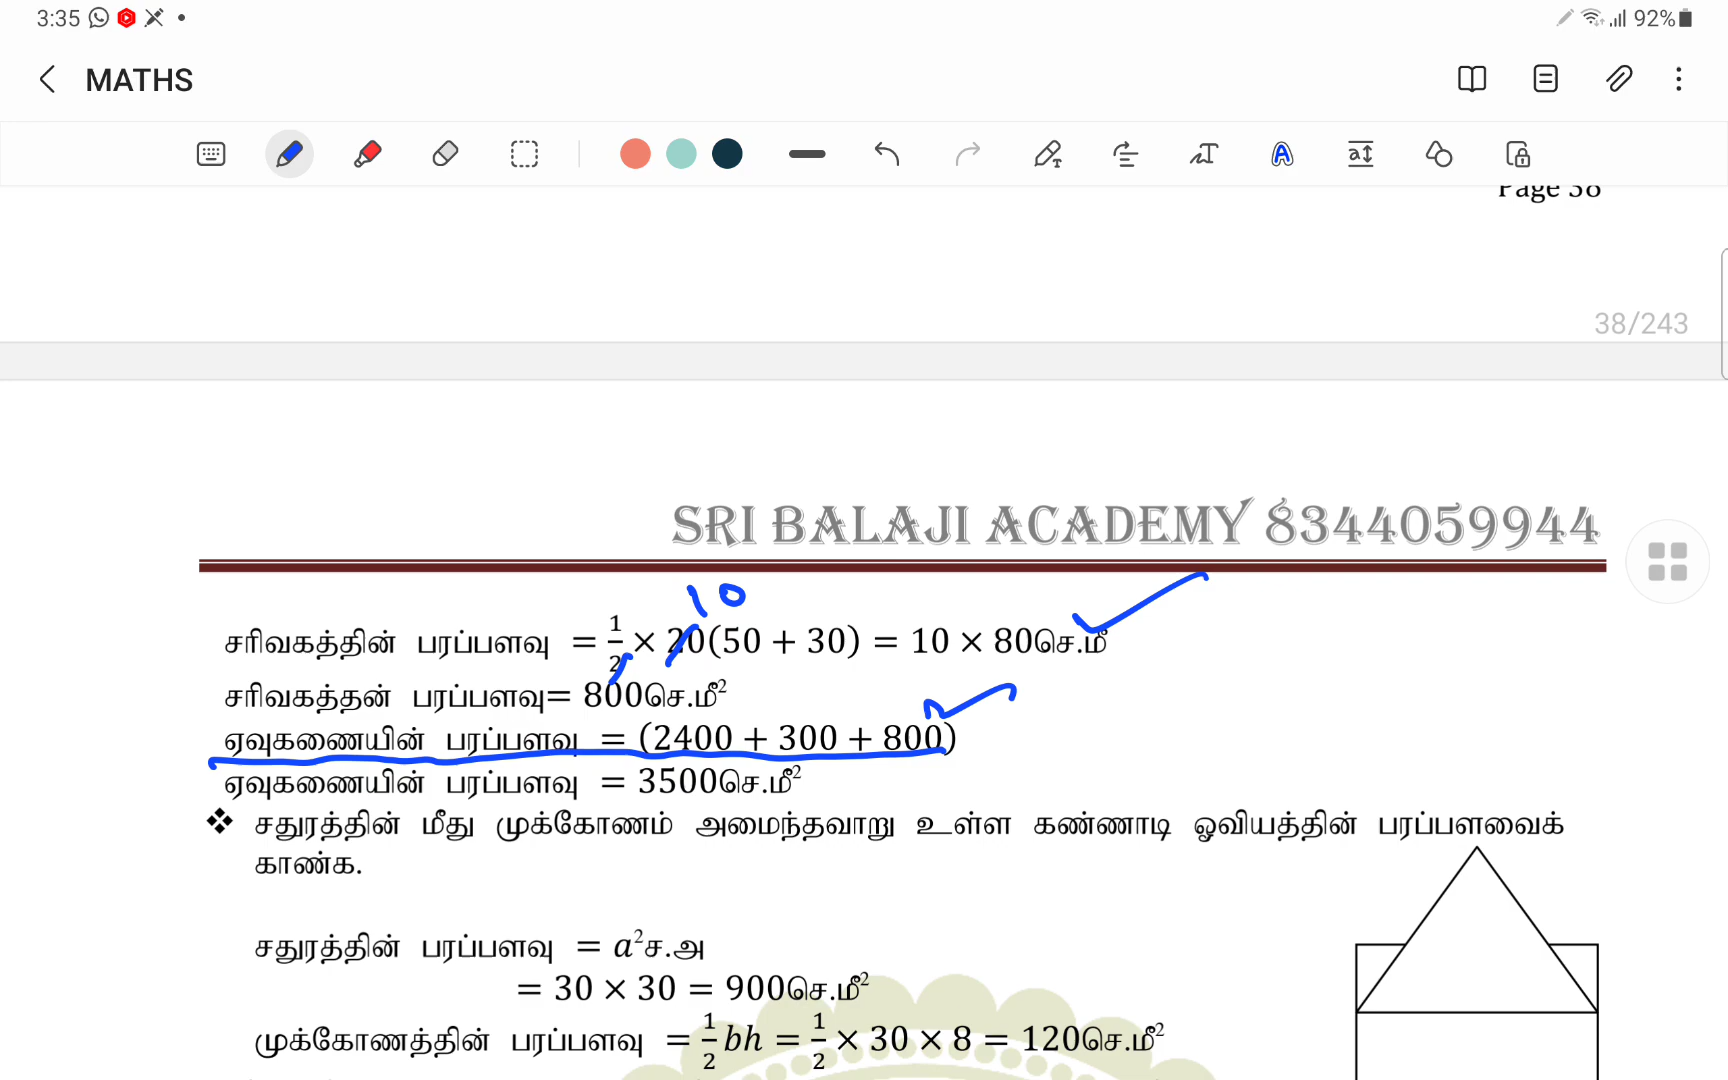 3:35 92%
MATHS
Page 38
38/243
SRI BALAJI ACADEMY 8344059944
10
சரிவகத்தின் பரப்பளவு = 1/2 × 20(50 + 30) = 10 × 80செ.மீ
சரிவகத்தன் பரப்பளவு= 800செ.மீ²
ஏவுகணையின் பரப்பளவு = (2400 + 300 + 800)
ஏவுகணையின் பரப்பளவு = 3500செ.மீ²
❖ சதுரத்தின் மீது முக்கோணம் அமைந்தவாறு உள்ள கண்ணாடி ஓவியத்தின் பரப்பளவைக்
காண்க.
சதுரத்தின் பரப்பளவு = a²ச.அ
= 30 × 30 = 900செ.மீ²
முக்கோணத்தின் பரப்பளவு = 1/2 bh = 1/2 × 30 × 8 = 120செ.மீ²